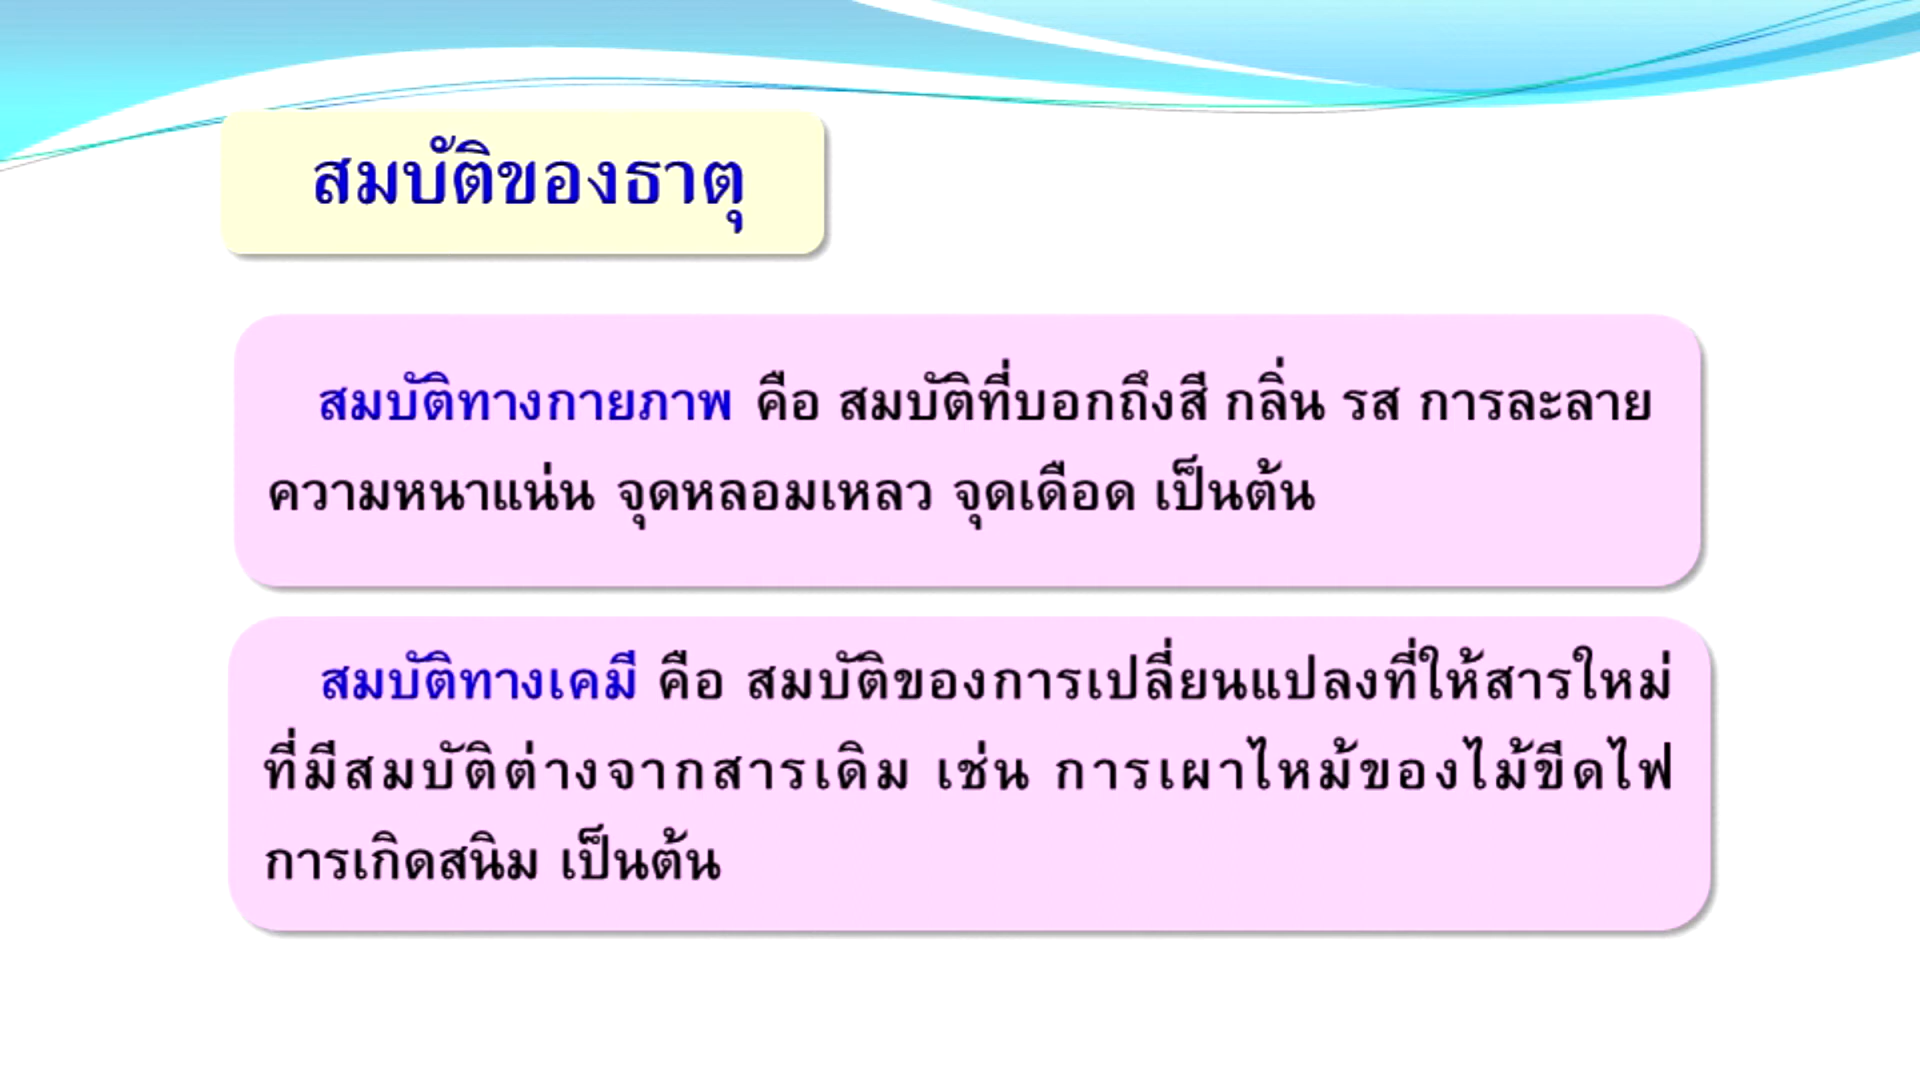 สมบัติของธาตุ
สมบัติทางกายภาพ คือ สมบัติที่บอกถึงสี กลิ่น รส การละลาย
ความหนาแน่น จุดหลอมเหลว จุดเดือด เป็นต้น
สมบัติทางเคมี คือ สมบัติของการเปลี่ยนแปลงที่ให้สารใหม่
ที่มีสมบัติต่างจากสารเดิม เช่น การเผาไหม้ของไม้ขีดไฟ
การเกิดสนิม เป็นต้น